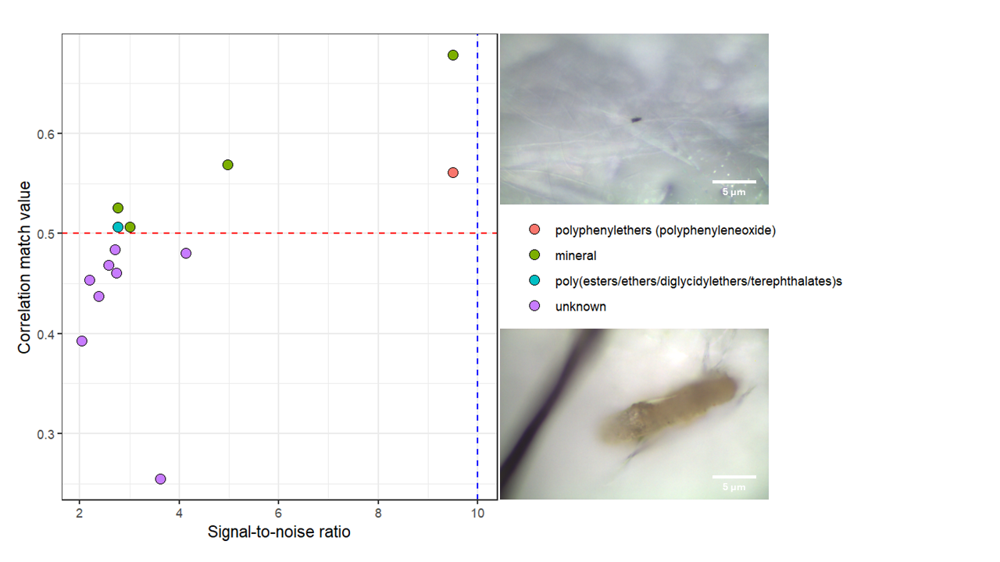 Correlation match value
0.6
0.5
0.4
0.3
2 4 6 8 10
Signal-to-noise ratio
5 µm
polyphenylethers (polyphenyleneoxide)
mineral
poly(esters/ethers/diglycidylethers/terephthalates)s
unknown
5 µm